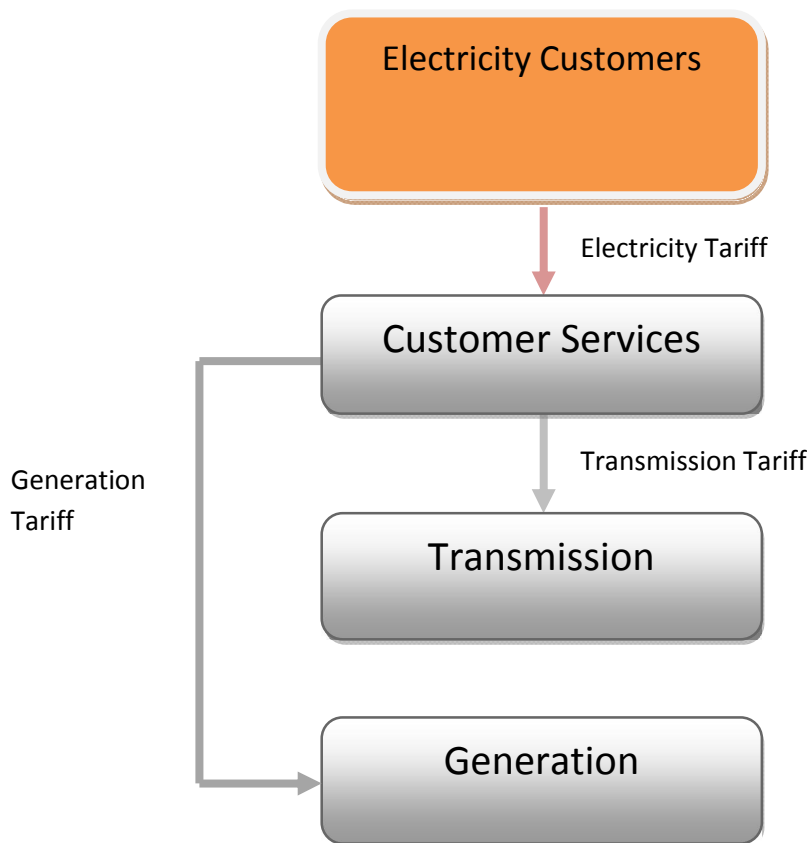 Electricity Customers
Electricity Tariff
Customer Services
Transmission Tariff
Generation
Tariff
Transmission
Generation